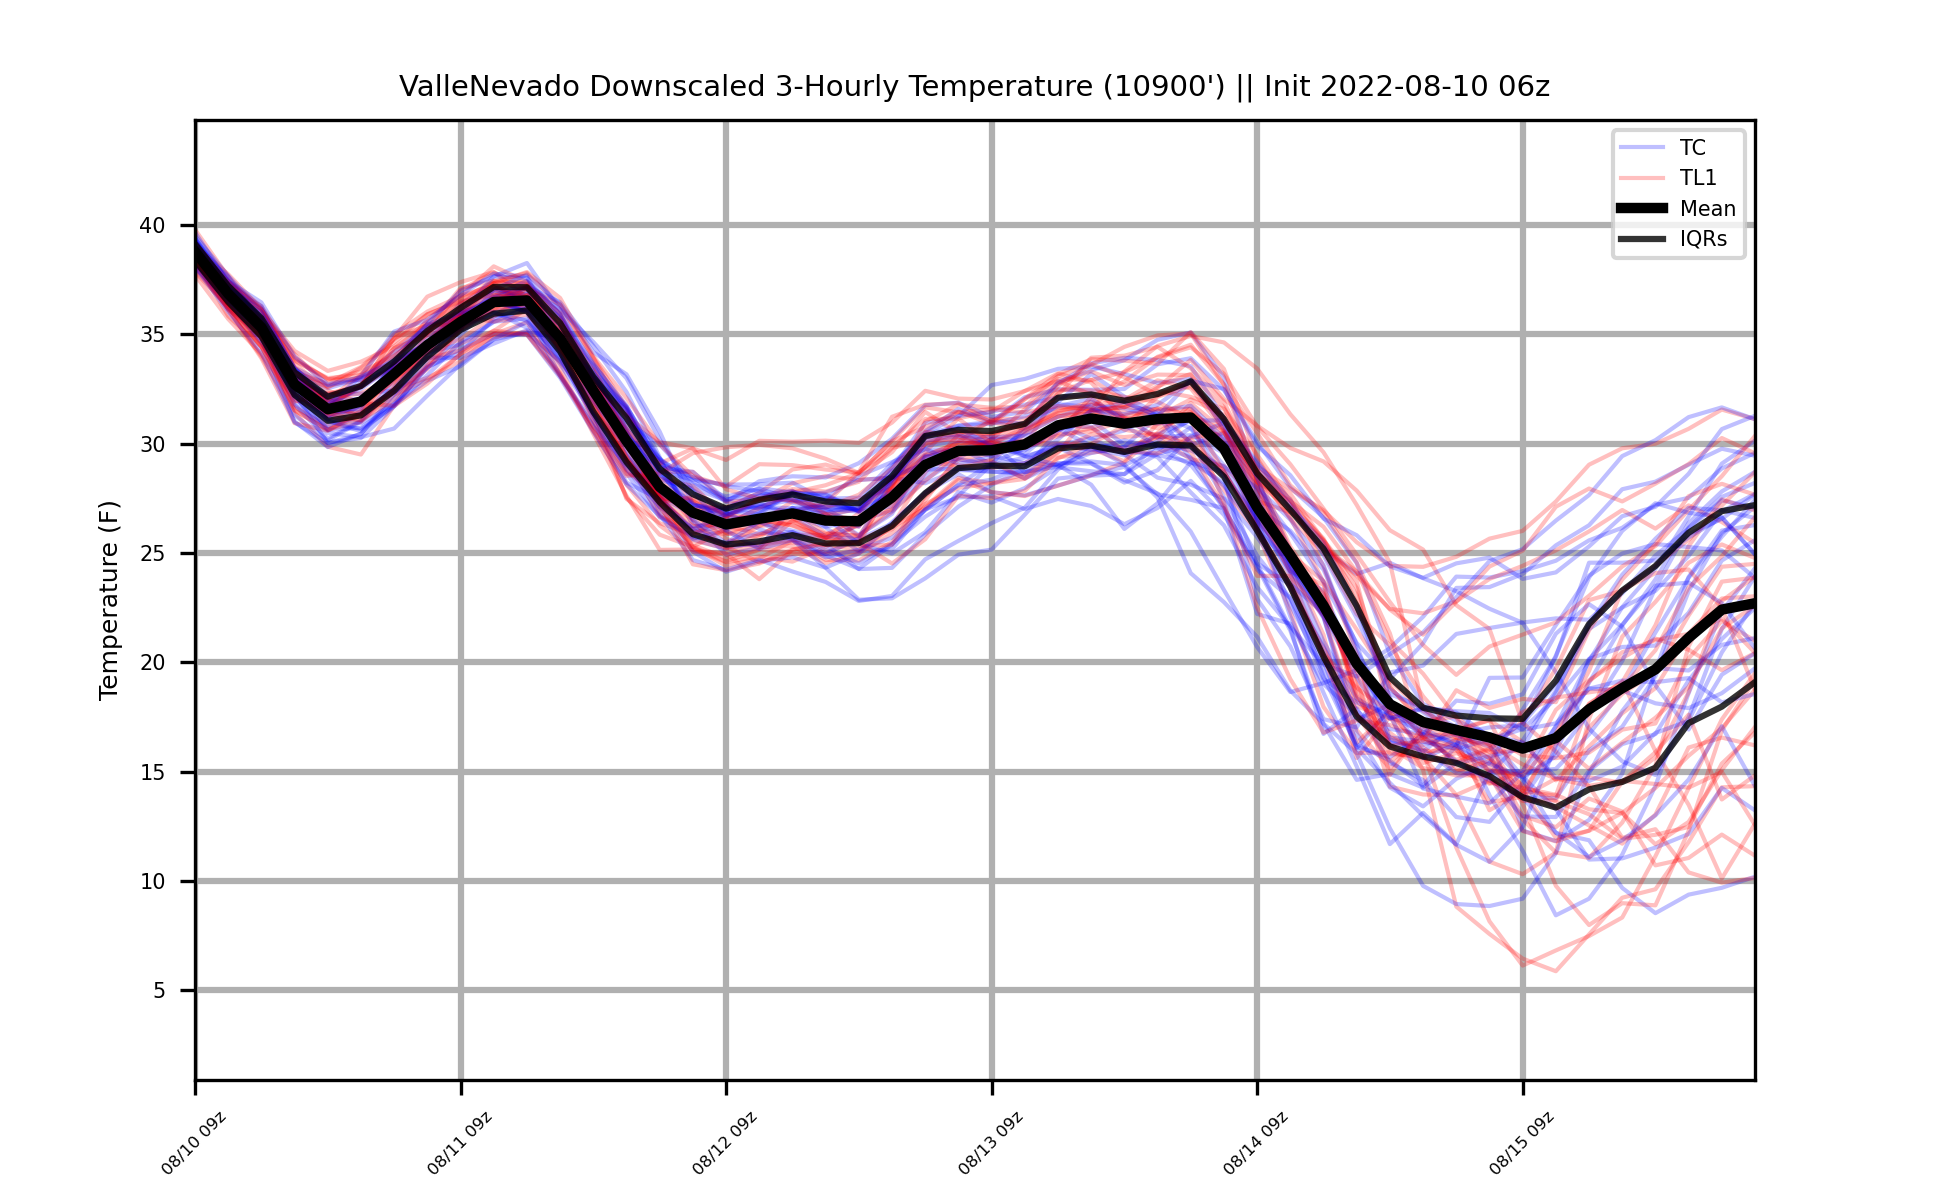 ValleNevado Downscaled 3-Hourly Temperature (10900') || Init 2022-08-10 06z
TC
TL1
Mean
IQRs
Temperature (F)
40
35
30
25
20
15
10
5
08/10 09z
08/11 09z
08/12 09z
08/13 09z
08/14 09z
08/15 09z